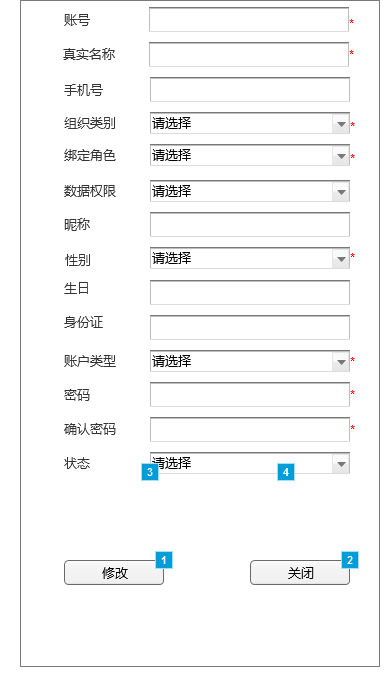 账号 *
真实名称 *
手机号
组织类别 请选择 *
绑定角色 请选择 *
数据权限 请选择
昵称
性别 请选择 *
生日
身份证
账户类型 请选择 *
密码 *
确认密码 *
状态 请选择
3 4
1 2
修改 关闭